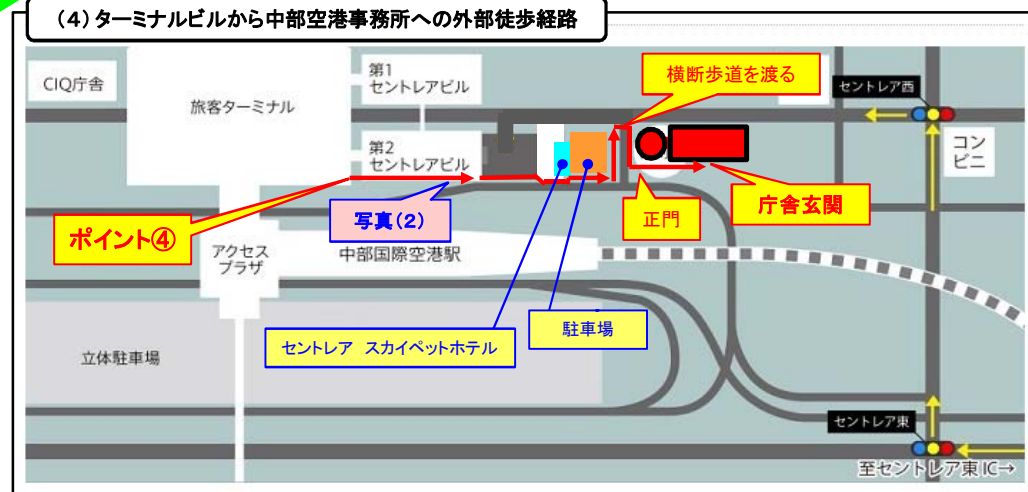 (4)ターミナルビルから中部空港事務所への外部徒歩経路
CIQ庁舎
旅客ターミナル
第1
セントレアビル
横断歩道を渡る
セントレア西
第2
セントレアビル
コン
ビニ
ポイント④
写真(2)
正門
庁舎玄関
アクセス
プラザ
中部国際空港駅
セントレア スカイペットホテル
駐車場
立体駐車場
セントレア東
至セントレア東IC→